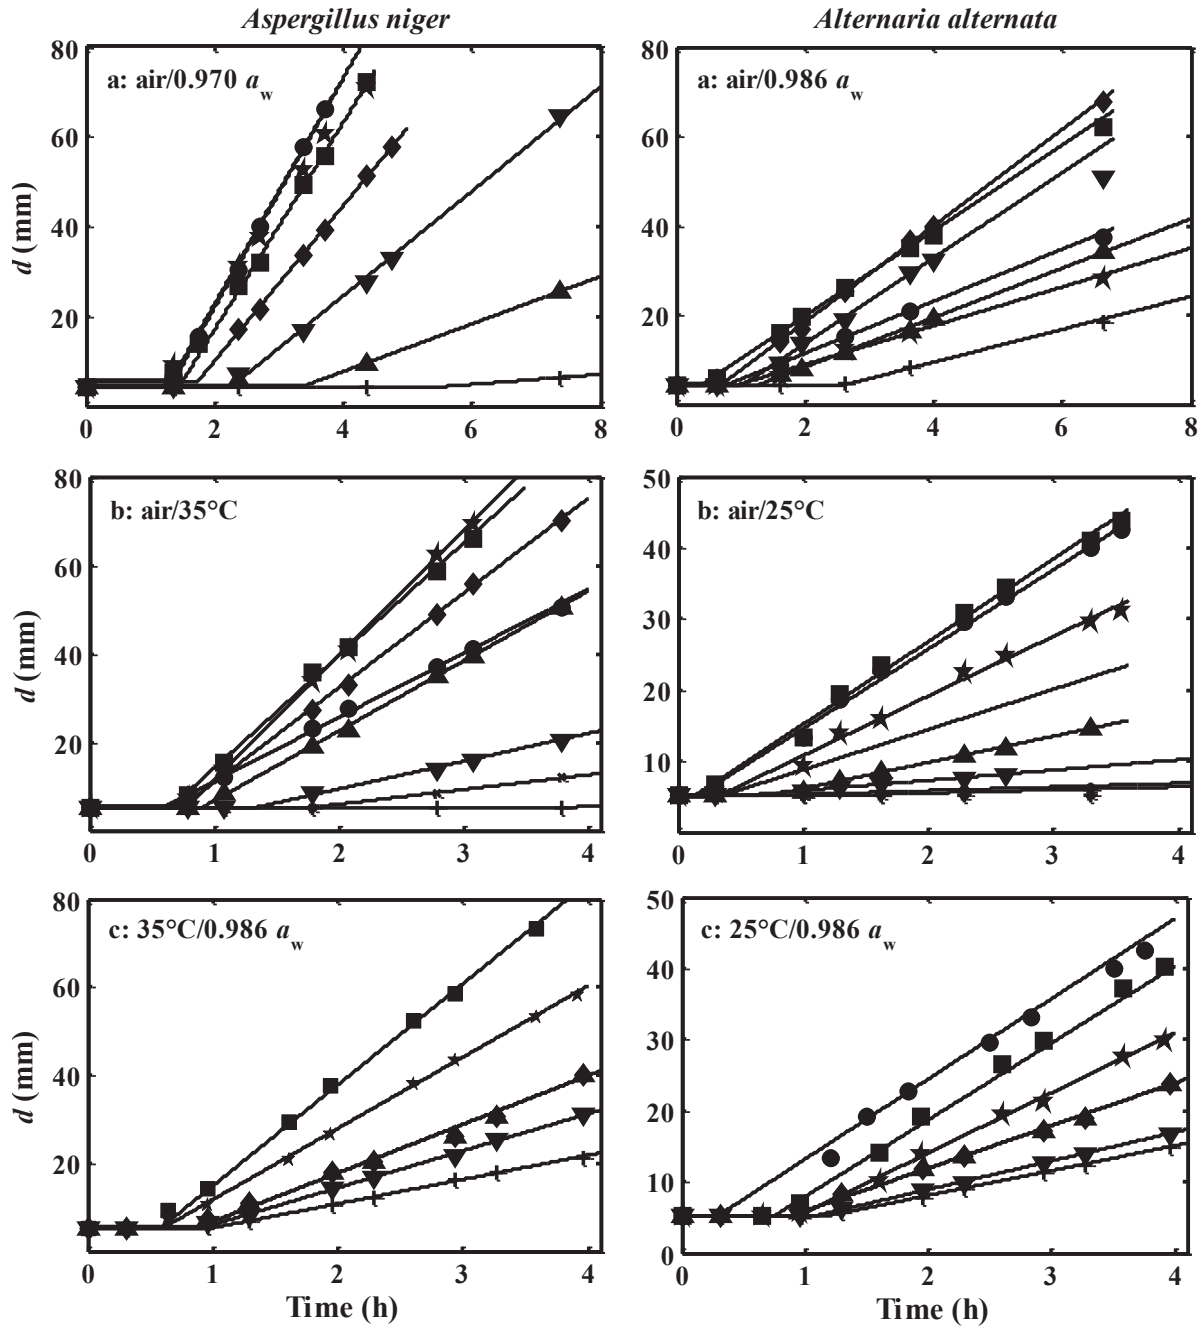 Aspergillus niger
Alternaria alternata
a: air/0.970 a_w
d (mm)
80
60
40
20
0 2 4 6 8
a: air/0.986 a_w
80
60
40
20
0 2 4 6 8
b: air/35°C
d (mm)
80
60
40
20
0 1 2 3 4
b: air/25°C
50
40
30
20
10
0 1 2 3 4
c: 35°C/0.986 a_w
d (mm)
80
60
40
20
0 1 2 3 4
Time (h)
c: 25°C/0.986 a_w
50
40
30
20
10
0
0 1 2 3 4
Time (h)